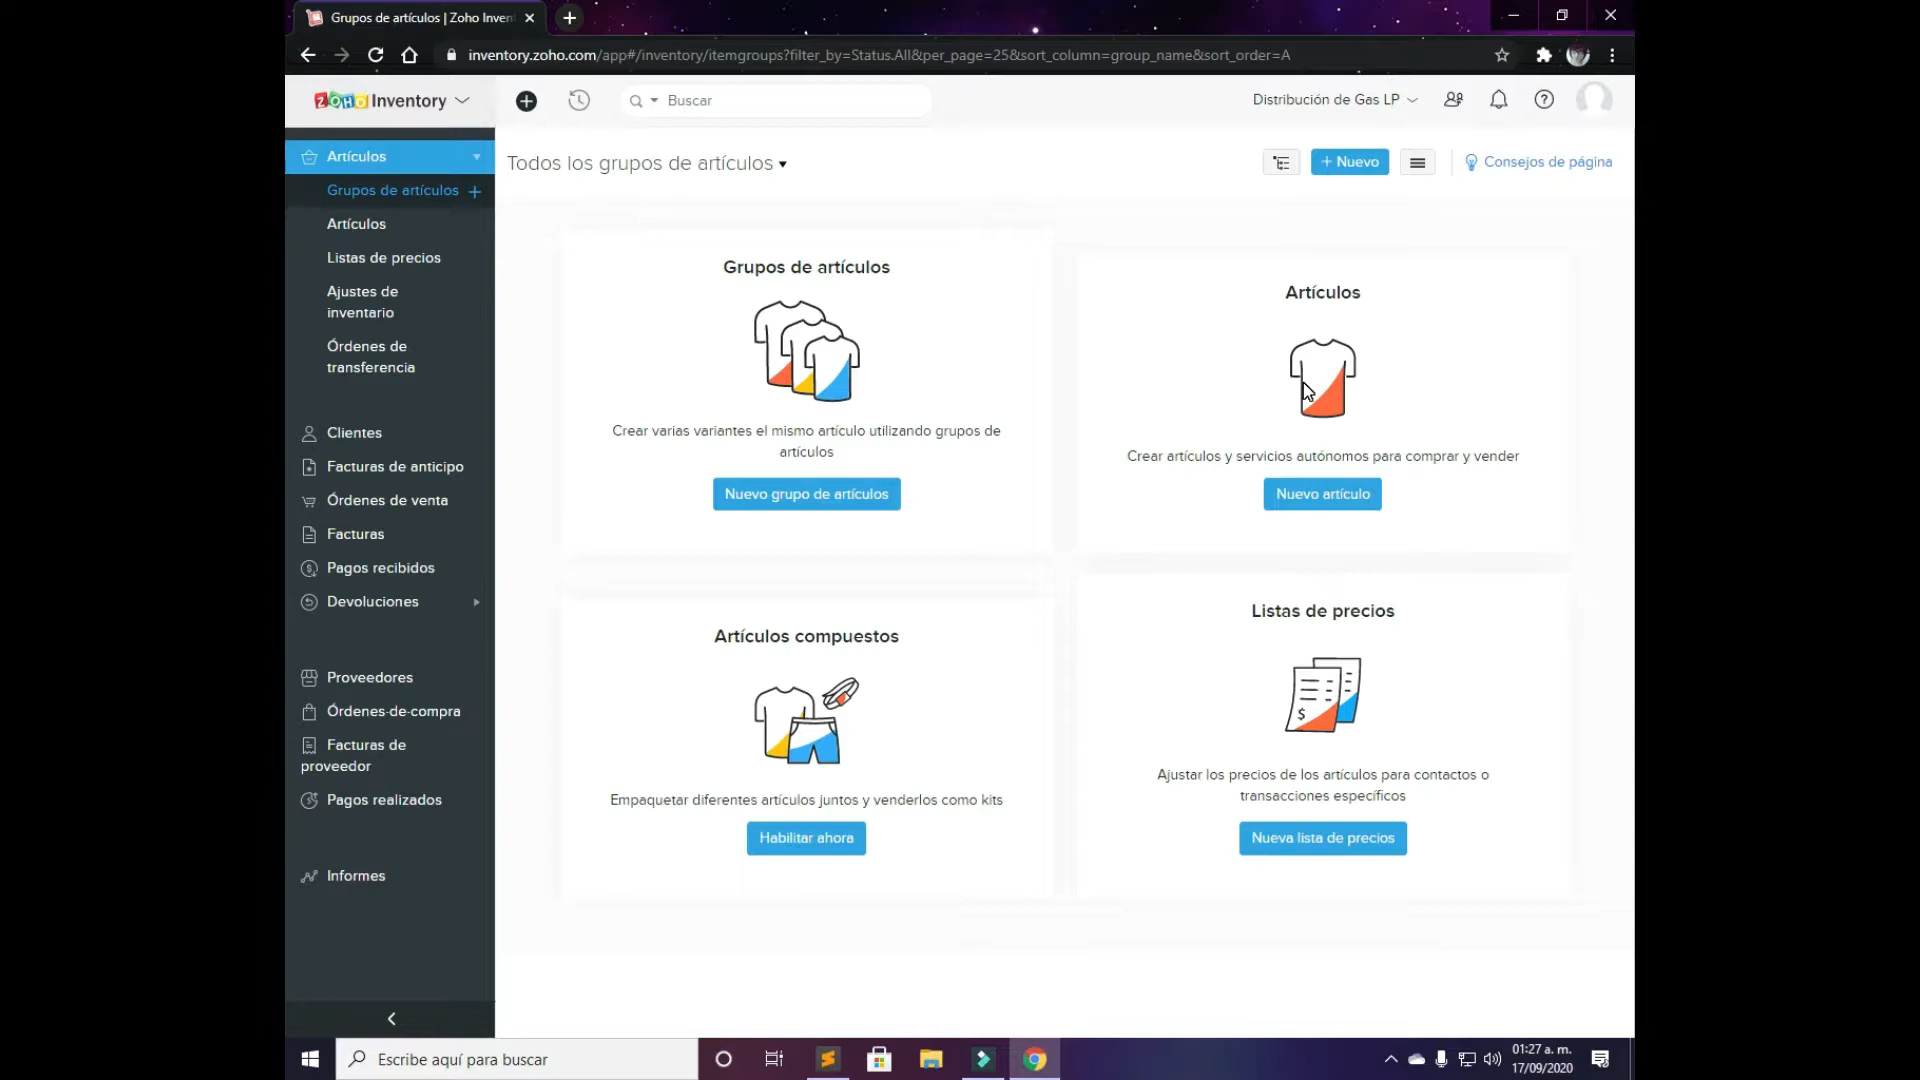 Grupos de artículos | Zoho Inven
inventory.zoho.com/app#/inventory/itemgroups?filter_by=Status.All&per_page=25&sort_column=group_name&sort_order=A
ZOHO Inventory
Buscar
Distribución de Gas LP
Artículos
Grupos de artículos
Artículos
Listas de precios
Ajustes de
inventario
Órdenes de
transferencia
Clientes
Facturas de anticipo
Órdenes de venta
Facturas
Pagos recibidos
Devoluciones
Proveedores
Órdenes-de-compra
Facturas de
proveedor
Pagos realizados
Informes
Todos los grupos de artículos
+ Nuevo
Consejos de página
Grupos de artículos
Crear varias variantes el mismo artículo utilizando grupos de
artículos
Nuevo grupo de artículos
Artículos
Crear artículos y servicios autónomos para comprar y vender
Nuevo artículo
Artículos compuestos
Empaquetar diferentes artículos juntos y venderlos como kits
Habilitar ahora
Listas de precios
$
Ajustar los precios de los artículos para contactos o
transacciones específicos
Nueva lista de precios
Escribe aquí para buscar
01:27 a. m.
17/09/2020